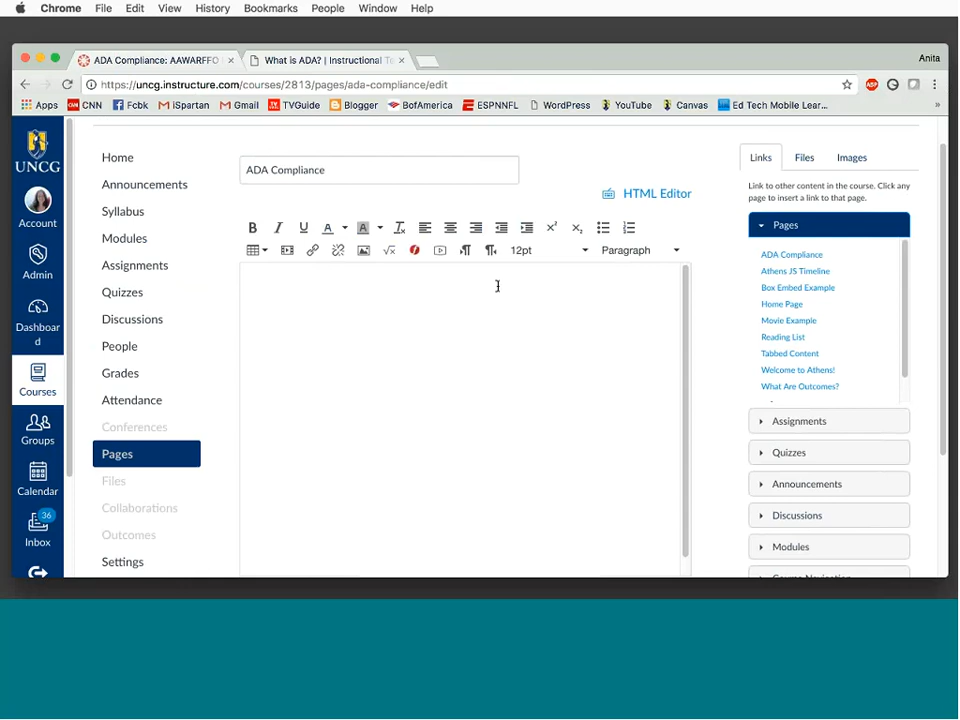 Chrome File Edit View History Bookmarks People Window Help
ADA Compliance: AAWARFFO
What is ADA? | Instructional Te
Anita
https://uncg.instructure.com/courses/2813/pages/ada-compliance/edit
ABP
Apps CNN Fcbk iSpartan Gmail TVGuide Blogger BofAmerica ESPNNFL WordPress YouTube Canvas Ed Tech Mobile Lear... »
UNCG
Account
Admin
Dashboar
d
Courses
Groups
Calendar
36
Inbox
Home
Announcements
Syllabus
Modules
Assignments
Quizzes
Discussions
People
Grades
Attendance
Conferences
Pages
Files
Collaborations
Outcomes
Settings
ADA Compliance
HTML Editor
B I U A A
12pt Paragraph
Links Files Images
Link to other content in the course. Click any
page to insert a link to that page.
Pages
ADA Compliance
Athens JS Timeline
Box Embed Example
Home Page
Movie Example
Reading List
Tabbed Content
Welcome to Athens!
What Are Outcomes?
Assignments
Quizzes
Announcements
Discussions
Modules
Course Navigation